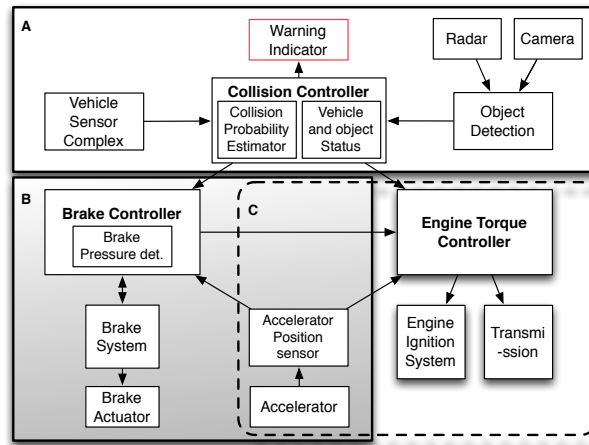 A
Warning
Indicator
Radar
Camera
Collision Controller
Vehicle
Sensor
Complex
Collision
Probability
Estimator
Vehicle
and object
Status
Object
Detection
B
Brake Controller
Brake
Pressure det.
C
Engine Torque
Controller
Brake
System
Accelerator
Position
sensor
Engine
Ignition
System
Transmi
-ssion
Brake
Actuator
Accelerator